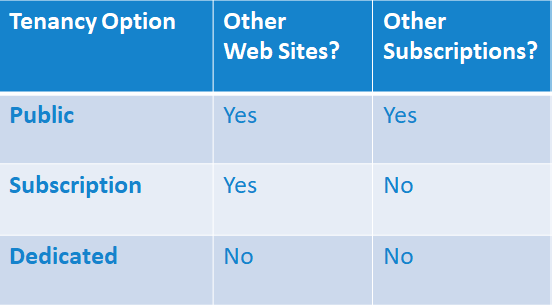 Tenancy Option
Other
Web Sites?
Other
Subscriptions?
Public
Yes
Yes
Subscription
Yes
No
Dedicated
No
No